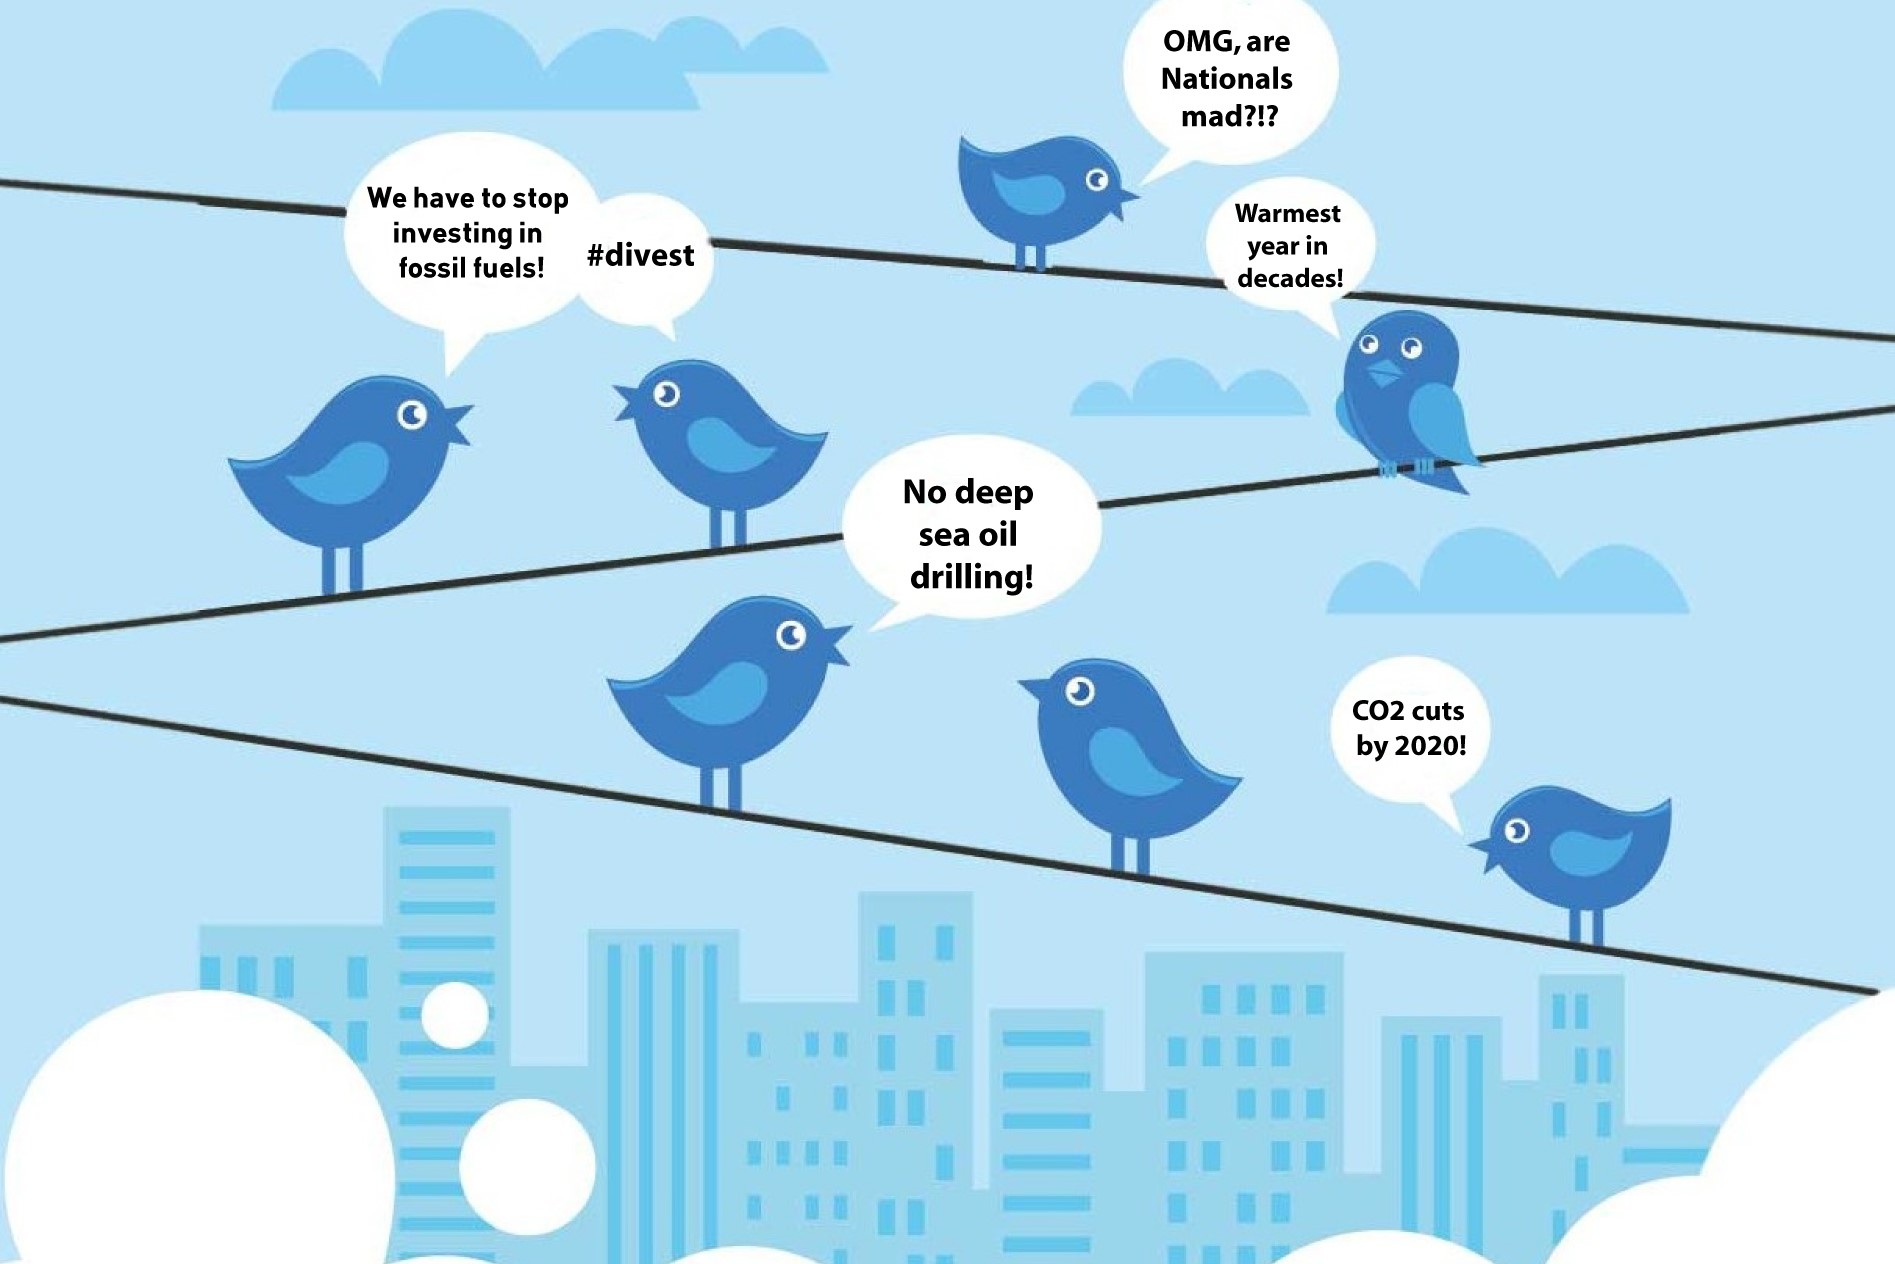 OMG, are
Nationals
mad?!?
We have to stop
investing in
fossil fuels!
#divest
Warmest
year in
decades!
No deep
sea oil
drilling!
CO2 cuts
by 2020!